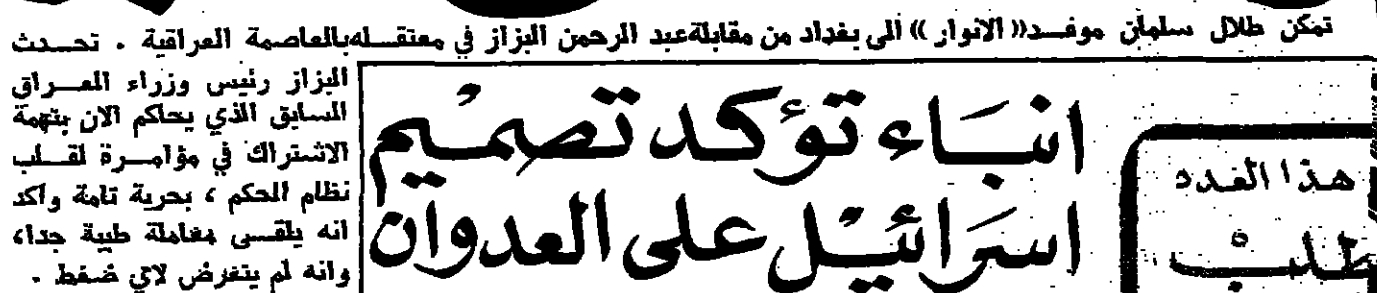 تمكن طلال سلمان موفد «الانوار» الى بغداد من مقابلة عبد الرحمن البزاز في معتقله بالعاصمة العراقية . تحدث
البزاز رئيس وزراء العراق
السابق الذي يحاكم الان بتهمة
الاشتراك في مؤامرة لقلب
نظام الحكم ، بحرية تامة وأكد
انه يلقى معاملة طيبة جدا،
وانه لم يتعرض لاي ضغط .
انباء تؤكد تصميم
اسرائيل على العدوان
هذا العدد
طلب